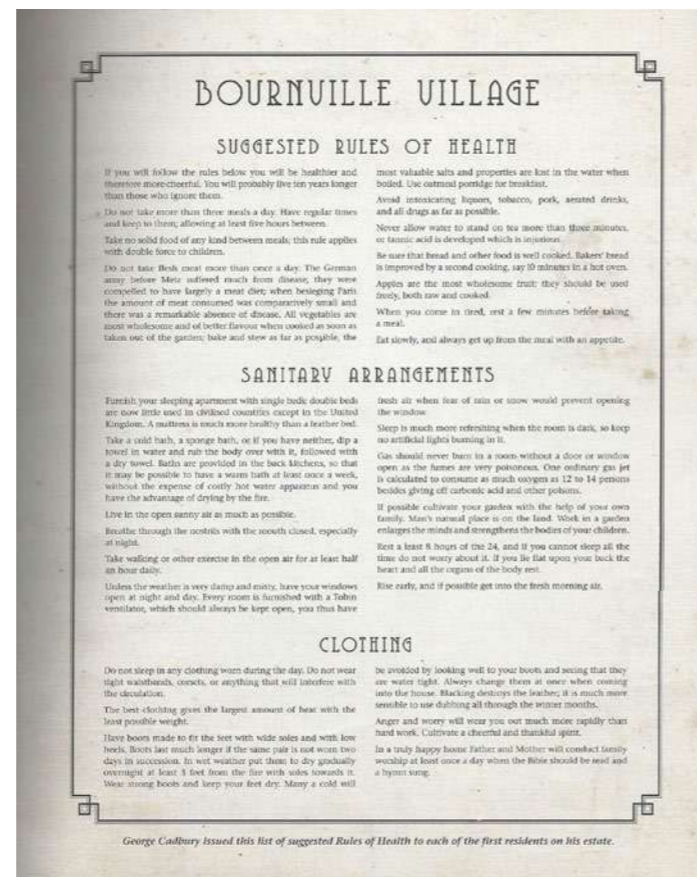 BOURNVILLE VILLAGE
SUGGESTED RULES OF HEALTH
If you will follow the rules below you will be healthier and
therefore more cheerful. You will probably live ten years longer
than those who ignore them.
Do not take more than three meals a day. Have regular times
and keep to them; allowing at least five hours between.
Take no solid food of any kind between meals; this rule applies
with double force to children.
Do not take flesh meat more than once a day. The German
army before Metz suffered much from disease; they were
compelled to have largely a meat diet; when besieging Paris
the amount of meat consumed was comparatively small and
there was a remarkable absence of disease. All vegetables are
most wholesome and of better flavour when cooked as soon as
taken out of the garden; bake and stew as far as possible, the
most valuable salts and properties are lost in the water when
boiled. Use oatmeal porridge for breakfast.
Avoid intoxicating liquors, tobacco, pork, aerated drinks,
and all drugs as far as possible.
Never allow water to stand on tea more than three minutes,
or tannic acid is developed which is injurious.
Be sure that bread and other food is well cooked. Bakers' bread
is improved by a second cooking, say 10 minutes in a hot oven.
Apples are the most wholesome fruit; they should be used
freely, both raw and cooked.
When you come in tired, rest a few minutes before taking
a meal.
Eat slowly, and always get up from the meal with an appetite.
SANITARY ARRANGEMENTS
Furnish your sleeping apartment with single beds; double beds
are now little used in civilised countries except in the United
Kingdom. A mattress is much more healthy than a feather bed.
Take a cold bath, a sponge bath, or if you have neither, dip a
towel in water and rub the body over with it, followed with
a dry towel. Baths are provided in the back kitchens, so that
it may be possible to have a warm bath at least once a week,
without the expense of costly hot water apparatus and you
have the advantage of drying by the fire.
Live in the open sunny air as much as possible.
Breathe through the nostrils with the mouth closed, especially
at night.
Take walking or other exercise in the open air for at least half
an hour daily.
Unless the weather is very damp and misty, have your windows
open at night and day. Every room is furnished with a Tobin
ventilator, which should always be kept open, you thus have
fresh air when fear of rain or snow would prevent opening
the window.
Sleep is much more refreshing when the room is dark, so keep
no artificial lights burning in it.
Gas should never burn in a room without a door or window
open as the fumes are very poisonous. One ordinary gas jet
is calculated to consume as much oxygen as 12 to 14 persons
besides giving off carbonic acid and other poisons.
If possible cultivate your garden with the help of your own
family. Man's natural place is on the land. Work in a garden
enlarges the minds and strengthens the bodies of your children.
Rest a least 8 hours of the 24, and if you cannot sleep all the
time do not worry about it. If you lie flat upon your back the
heart and all the organs of the body rest.
Rise early, and if possible get into the fresh morning air.
CLOTHING
Do not sleep in any clothing worn during the day. Do not wear
tight waistbands, corsets, or anything that will interfere with
the circulation.
The best clothing gives the largest amount of heat with the
least possible weight.
Have boots made to fit the feet with wide soles and with low
heels. Boots last much longer if the same pair is not worn two
days in succession. In wet weather put them to dry gradually
overnight at least 3 feet from the fire with soles towards it.
Wear strong boots and keep your feet dry. Many a cold will
be avoided by looking well to your boots and seeing that they
are water tight. Always change them at once when coming
into the house. Blacking destroys the leather; it is much more
sensible to use dubbing all through the winter months.
Anger and worry will wear you out much more rapidly than
hard work. Cultivate a cheerful and thankful spirit.
In a truly happy home Father and Mother will conduct family
worship at least once a day when the Bible should be read and
a hymn sung.
George Cadbury issued this list of suggested Rules of Health to each of the first residents on his estate.